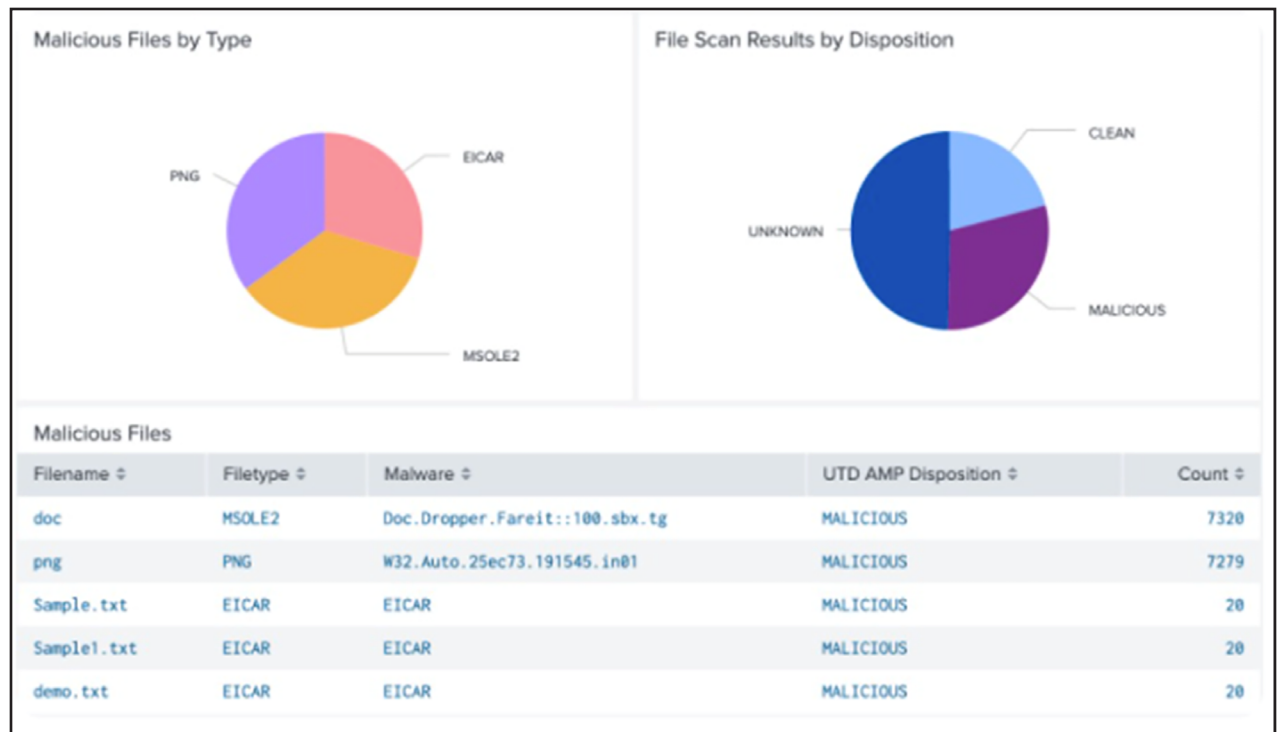 Malicious Files by Type
PNG
EICAR
MSOLE2
File Scan Results by Disposition
CLEAN
UNKNOWN
MALICIOUS
Malicious Files
Filename Filetype Malware UTD AMP Disposition Count
doc MSOLE2 Doc.Dropper.Fareit::100.sbx.tg MALICIOUS 7320
png PNG W32.Auto.25ec73.191545.in01 MALICIOUS 7279
Sample.txt EICAR EICAR MALICIOUS 20
Sample1.txt EICAR EICAR MALICIOUS 20
demo.txt EICAR EICAR MALICIOUS 20